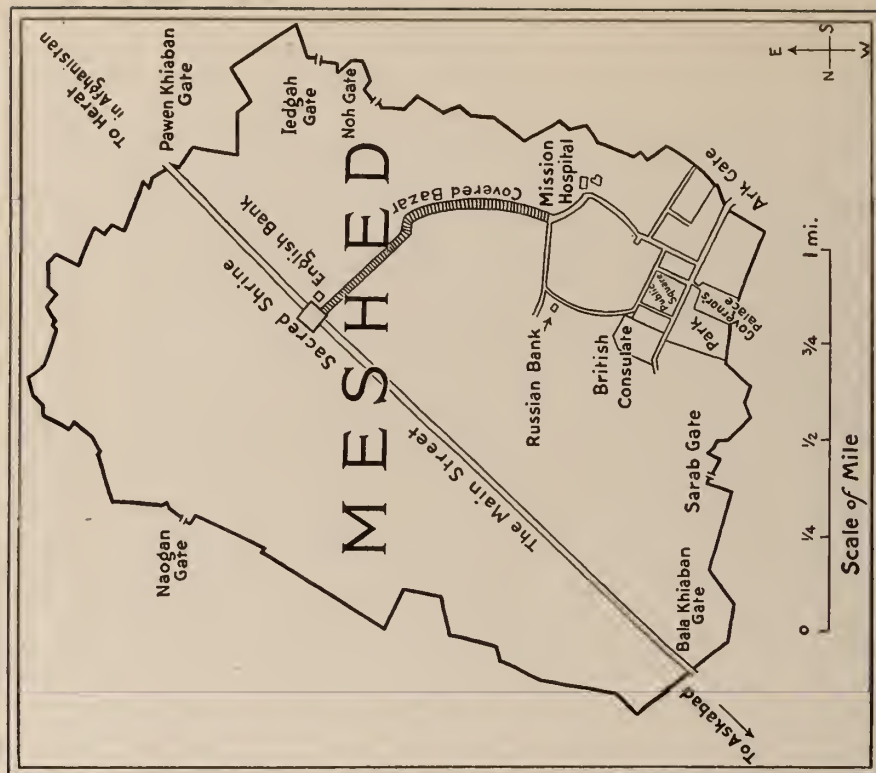 To Herat
in Afghanistan
Pawen Khiaban
Gate
Iedgah
Gate
Noh Gate
E
N
S
W
MESHED
English Bank
Sacred Shrine
Covered Bazar
Mission
Hospital
Naogan
Gate
The Main Street
Russian Bank
British
Consulate
Public
Square
Ark Gate
Park
Governor's
Palace
Sarab Gate
Bala Khiaban
Gate
To Askabad
0
1/4
1/2
3/4
1 mi.
Scale of Mile